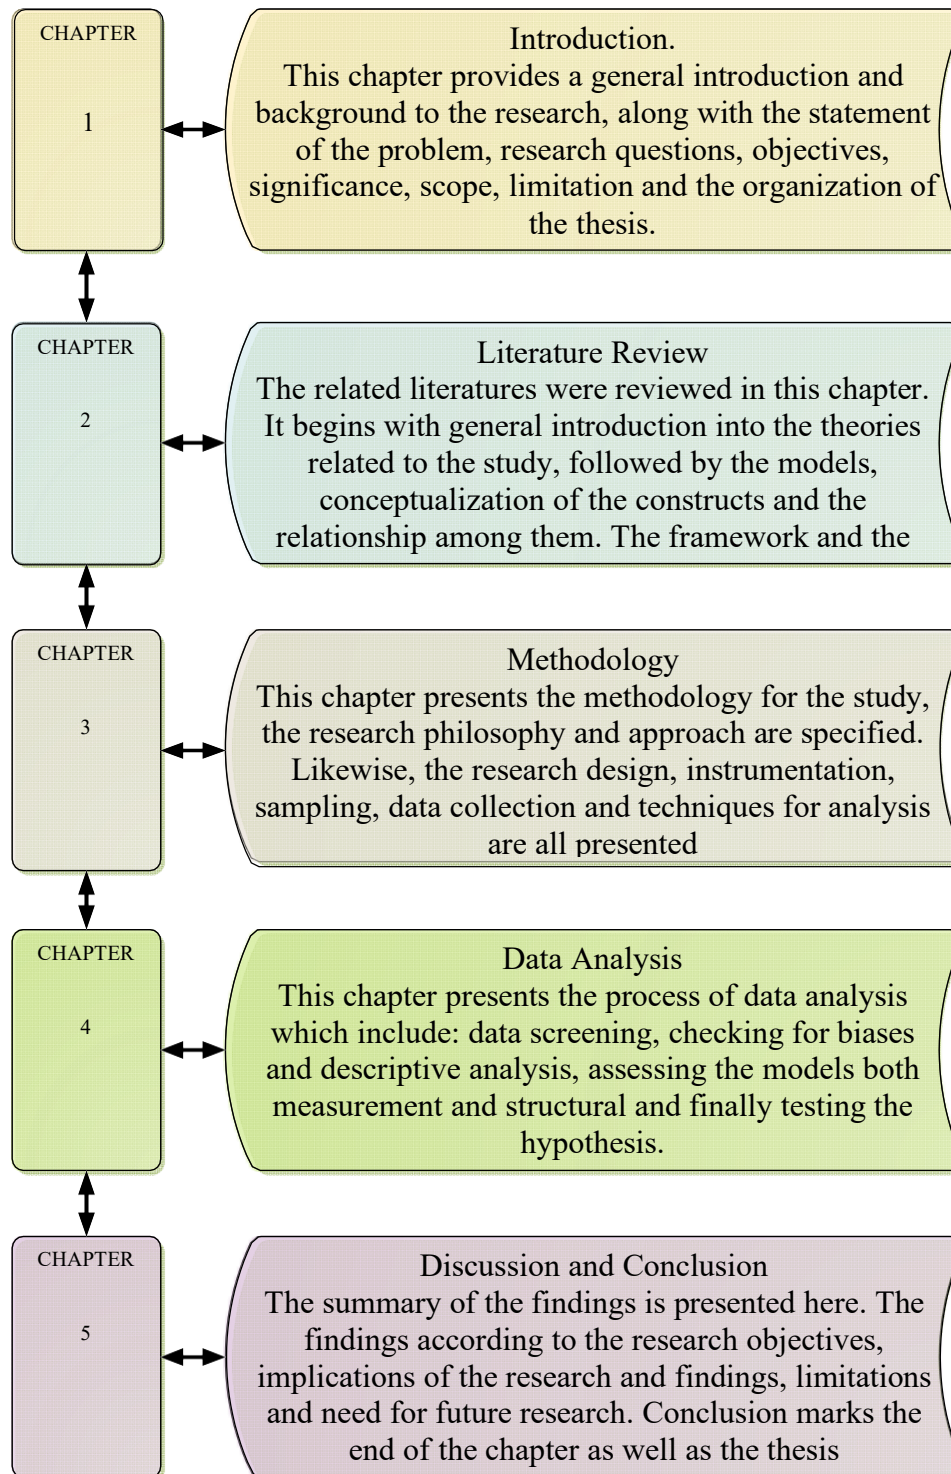 CHAPTER
1
Introduction.
This chapter provides a general introduction and
background to the research, along with the statement
of the problem, research questions, objectives,
significance, scope, limitation and the organization of
the thesis.
CHAPTER
2
Literature Review
The related literatures were reviewed in this chapter.
It begins with general introduction into the theories
related to the study, followed by the models,
conceptualization of the constructs and the
relationship among them. The framework and the
CHAPTER
3
Methodology
This chapter presents the methodology for the study,
the research philosophy and approach are specified.
Likewise, the research design, instrumentation,
sampling, data collection and techniques for analysis
are all presented
CHAPTER
4
Data Analysis
This chapter presents the process of data analysis
which include: data screening, checking for biases
and descriptive analysis, assessing the models both
measurement and structural and finally testing the
hypothesis.
CHAPTER
5
Discussion and Conclusion
The summary of the findings is presented here. The
findings according to the research objectives,
implications of the research and findings, limitations
and need for future research. Conclusion marks the
end of the chapter as well as the thesis